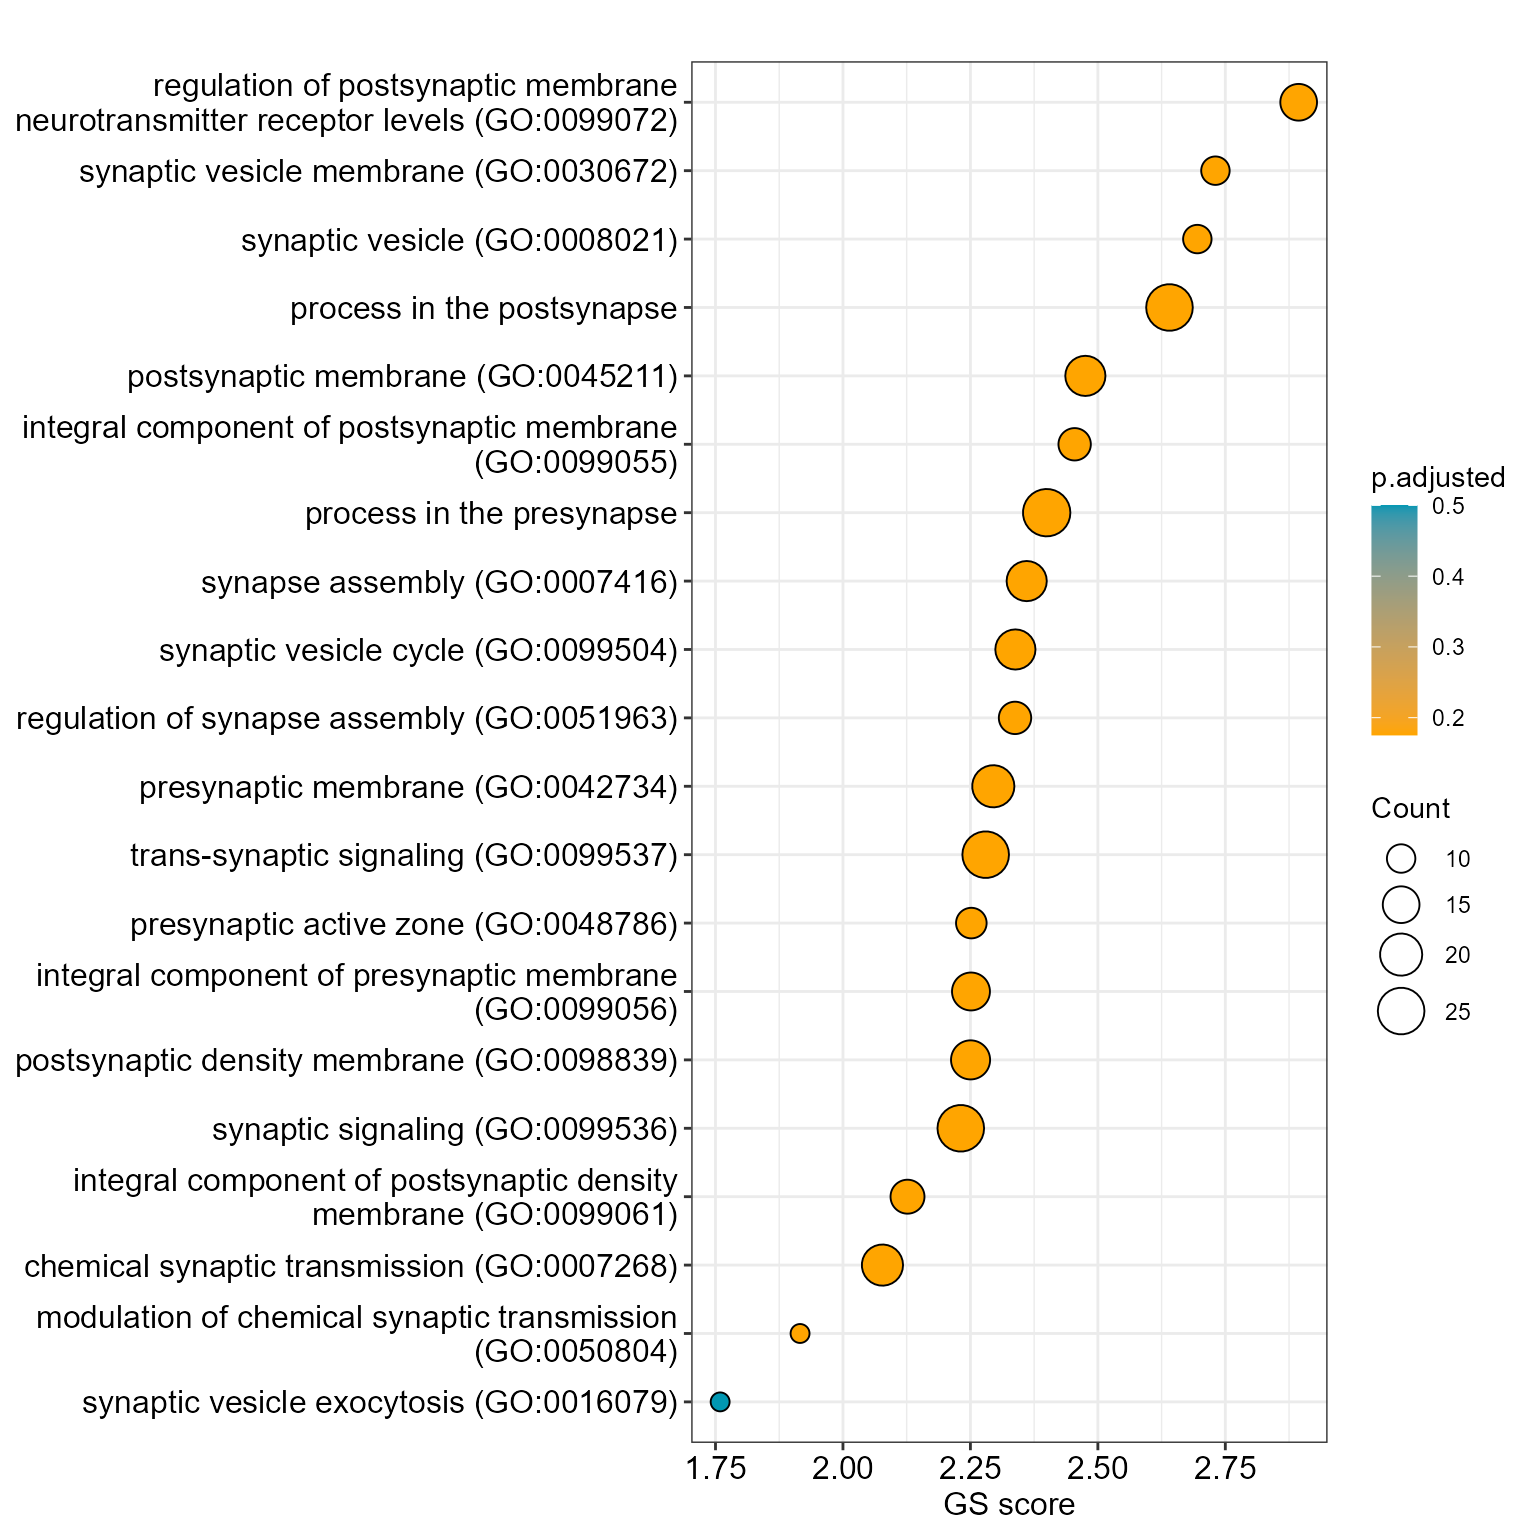 regulation of postsynaptic membrane
neurotransmitter receptor levels (GO:0099072)
synaptic vesicle membrane (GO:0030672)
synaptic vesicle (GO:0008021)
process in the postsynapse
postsynaptic membrane (GO:0045211)
integral component of postsynaptic membrane
(GO:0099055)
process in the presynapse
synapse assembly (GO:0007416)
synaptic vesicle cycle (GO:0099504)
regulation of synapse assembly (GO:0051963)
presynaptic membrane (GO:0042734)
trans-synaptic signaling (GO:0099537)
presynaptic active zone (GO:0048786)
integral component of presynaptic membrane
(GO:0099056)
postsynaptic density membrane (GO:0098839)
synaptic signaling (GO:0099536)
integral component of postsynaptic density
membrane (GO:0099061)
chemical synaptic transmission (GO:0007268)
modulation of chemical synaptic transmission
(GO:0050804)
synaptic vesicle exocytosis (GO:0016079)
1.75 2.00 2.25 2.50 2.75
GS score
p.adjusted
0.5
0.4
0.3
0.2
Count
10
15
20
25